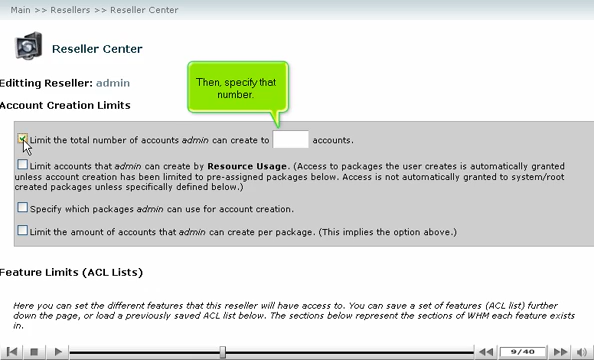 Main >> Resellers >> Reseller Center
Reseller Center
Editting Reseller: admin
Then, specify that
number.
Account Creation Limits
Limit the total number of accounts admin can create to accounts.
Limit accounts that admin can create by Resource Usage. (Access to packages the user creates is automatically granted
unless account creation has been limited to pre-assigned packages below. Access is not automatically granted to system/root
created packages unless specifically defined below.)
Specify which packages admin can use for account creation.
Limit the amount of accounts that admin can create per package. (This implies the option above.)
Feature Limits (ACL Lists)
Here you can set the different features that this reseller will have access to. You can save a set of features (ACL list) further
down the page, or load a previously saved ACL list below. The sections below represent the sections of WHM each feature exists
in.
9/40